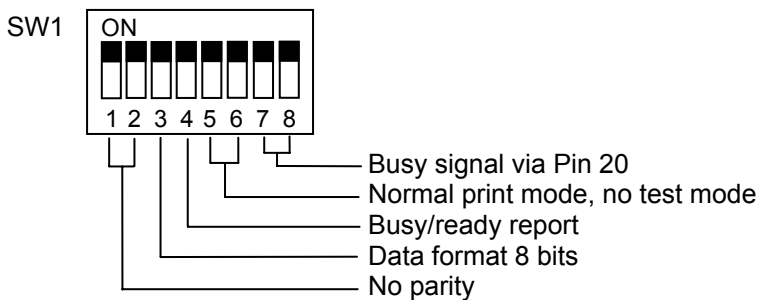 SW1
ON
1 2 3 4 5 6 7 8
Busy signal via Pin 20
Normal print mode, no test mode
Busy/ready report
Data format 8 bits
No parity